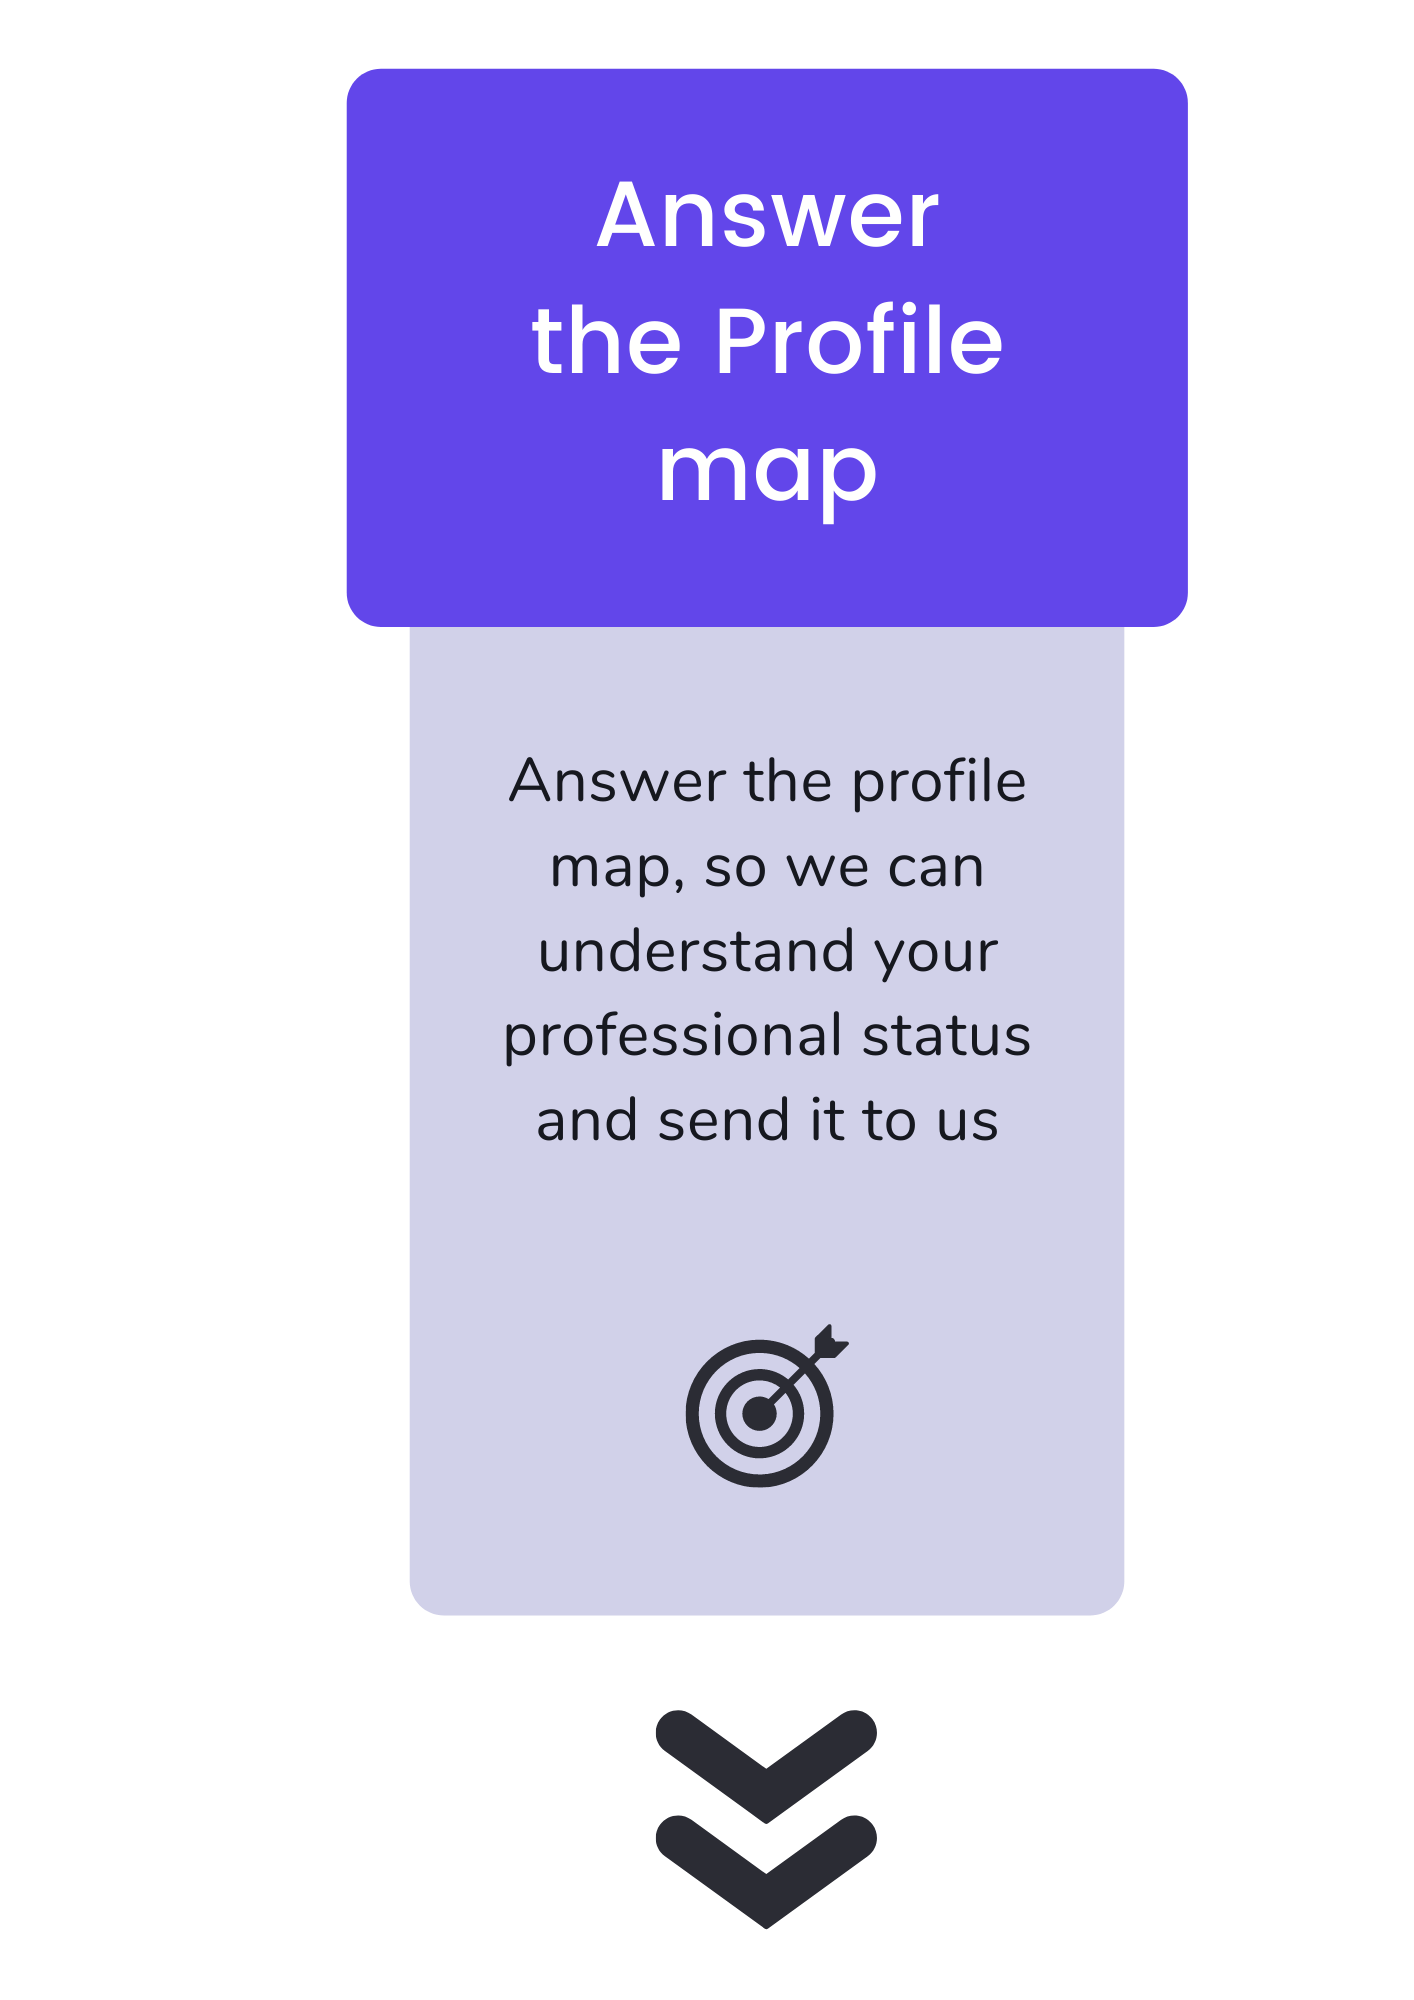 Answer
the Profile
map
Answer the profile
map, so we can
understand your
professional status
and send it to us